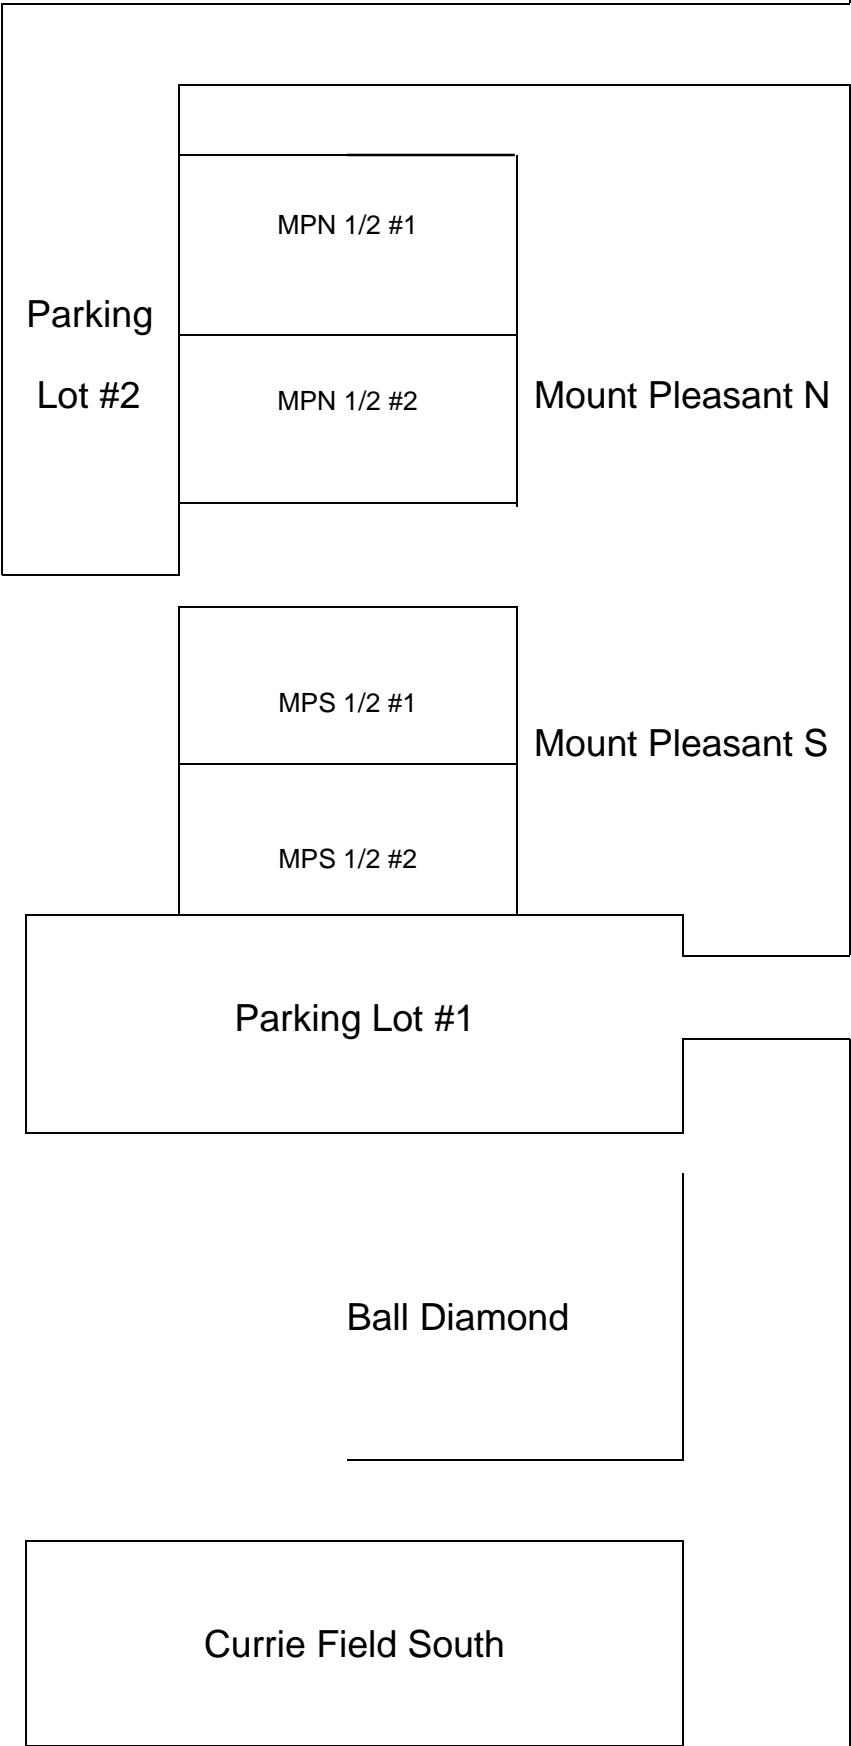 MPN 1/2 #1
Parking
Lot #2
MPN 1/2 #2
Mount Pleasant N
MPS 1/2 #1
Mount Pleasant S
MPS 1/2 #2
Parking Lot #1
Ball Diamond
Currie Field South